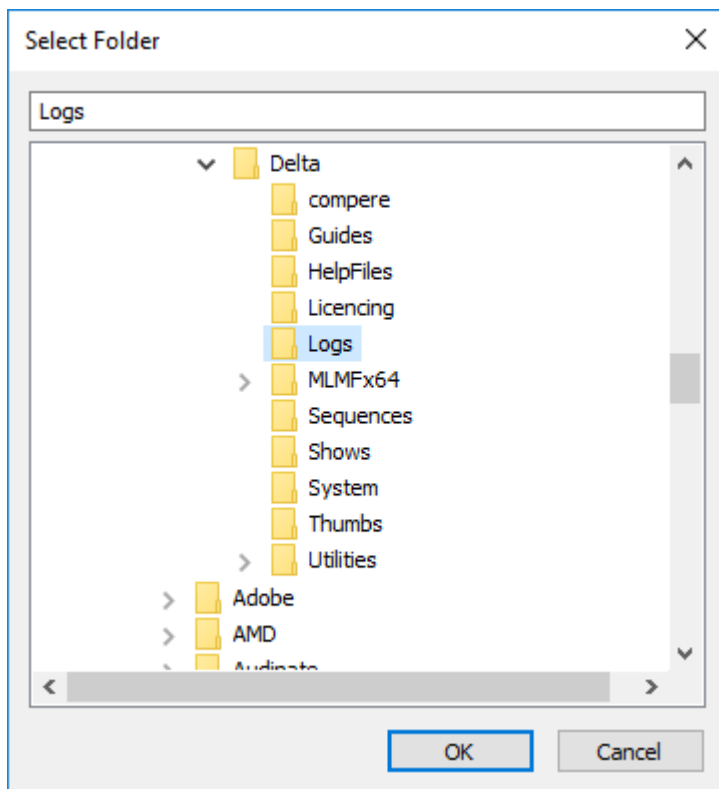 Select Folder
Logs
Delta
compere
Guides
HelpFiles
Licencing
Logs
MLMFx64
Sequences
Shows
System
Thumbs
Utilities
Adobe
AMD
Audinate
OK Cancel